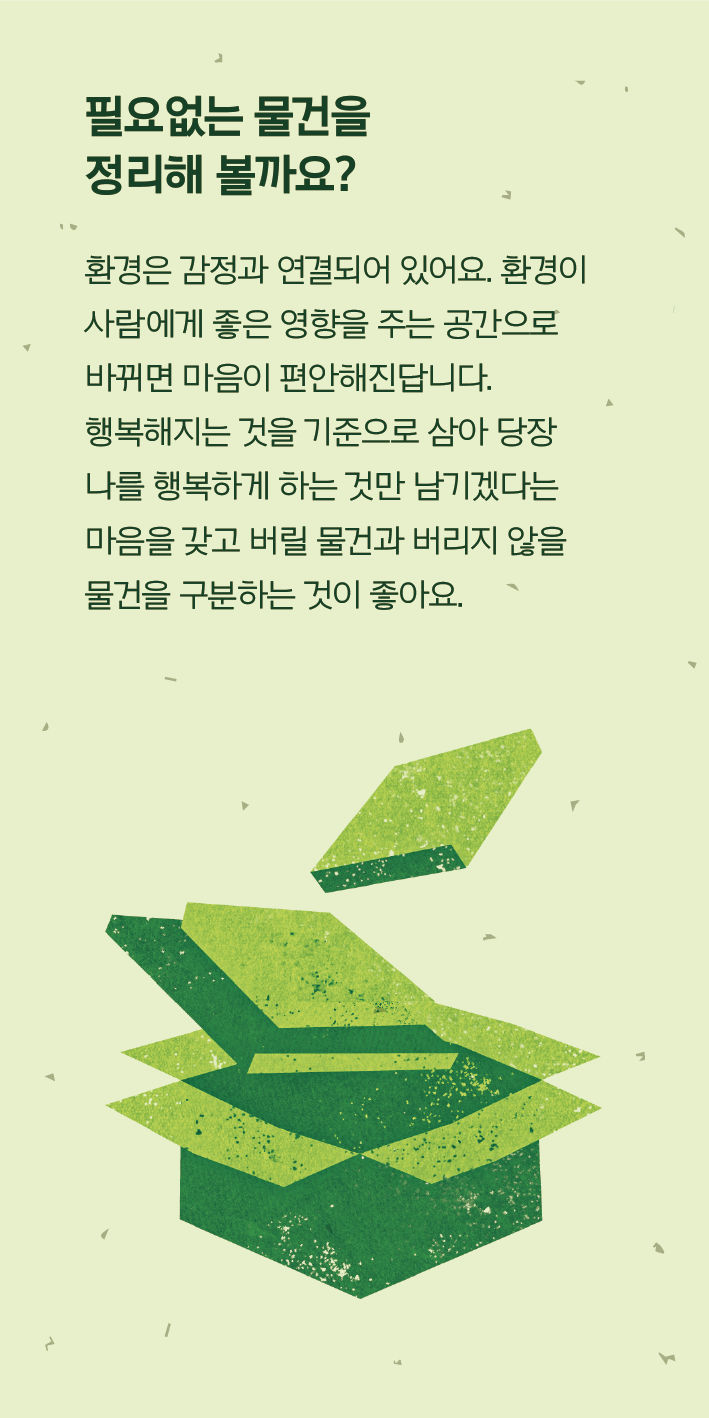 필요없는 물건을
정리해 볼까요?
환경은 감정과 연결되어 있어요. 환경이
사람에게 좋은 영향을 주는 공간으로
바뀌면 마음이 편안해진답니다.
행복해지는 것을 기준으로 삼아 당장
나를 행복하게 하는 것만 남기겠다는
마음을 갖고 버릴 물건과 버리지 않을
물건을 구분하는 것이 좋아요.